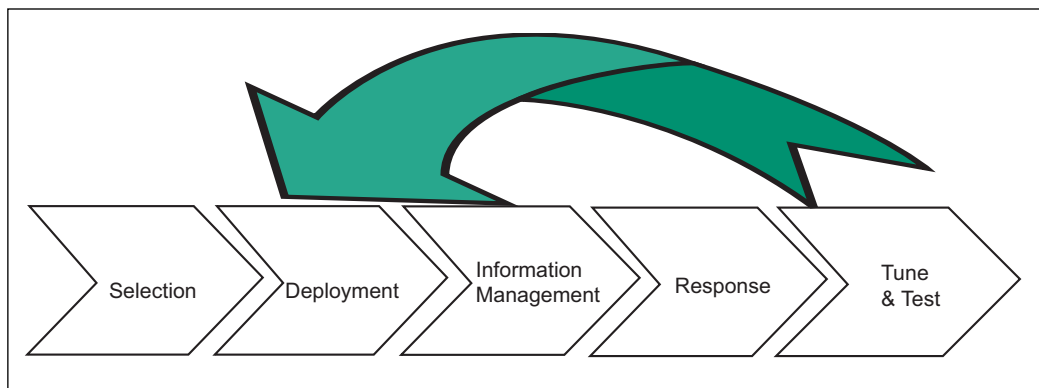 Selection
Deployment
Information
Management
Response
Tune
& Test